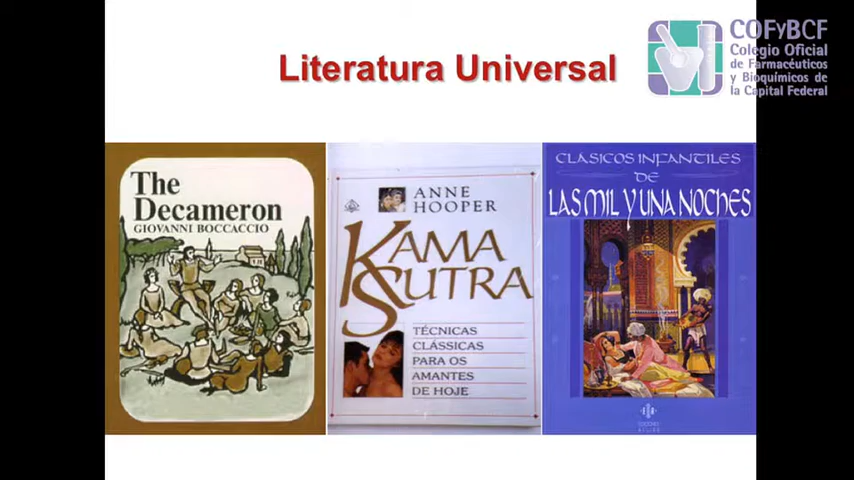 Literatura Universal
COFyBCF
Colegio Oficial
de Farmacéuticos
y Bioquímicos de
la Capital Federal
The
Decameron
GIOVANNI BOCCACCIO
ANNE
HOOPER
KAMA
SUTRA
TÉCNICAS
CLÁSSICAS
PARA OS
AMANTES
DE HOJE
CLÁSICOS INFANTILES
DE
LAS MIL Y UNA NOCHES